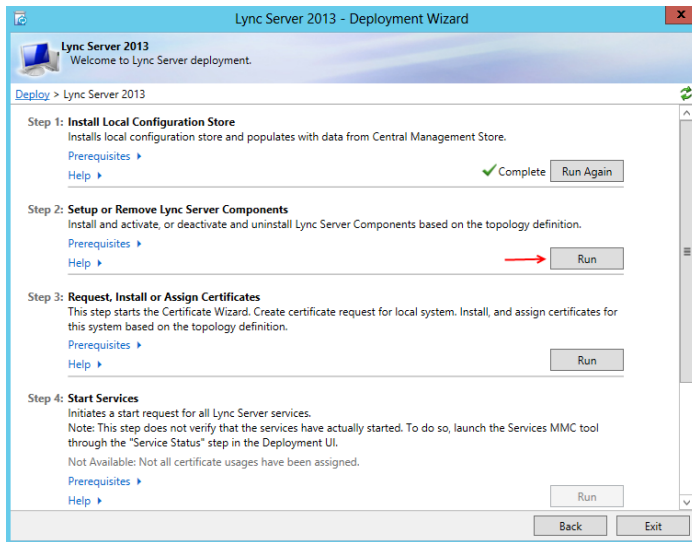 Lync Server 2013 - Deployment Wizard
x
Lync Server 2013
Welcome to Lync Server deployment.
Deploy > Lync Server 2013
Step 1: Install Local Configuration Store
Installs local configuration store and populates with data from Central Management Store.
Prerequisites
Help
Complete Run Again
Step 2: Setup or Remove Lync Server Components
Install and activate, or deactivate and uninstall Lync Server Components based on the topology definition.
Prerequisites
Help
Run
Step 3: Request, Install or Assign Certificates
This step starts the Certificate Wizard. Create certificate request for local system. Install, and assign certificates for
this system based on the topology definition.
Prerequisites
Help
Run
Step 4: Start Services
Initiates a start request for all Lync Server services.
Note: This step does not verify that the services have actually started. To do so, launch the Services MMC tool
through the "Service Status" step in the Deployment UI.
Not Available: Not all certificate usages have been assigned.
Prerequisites
Help
Run
Back Exit